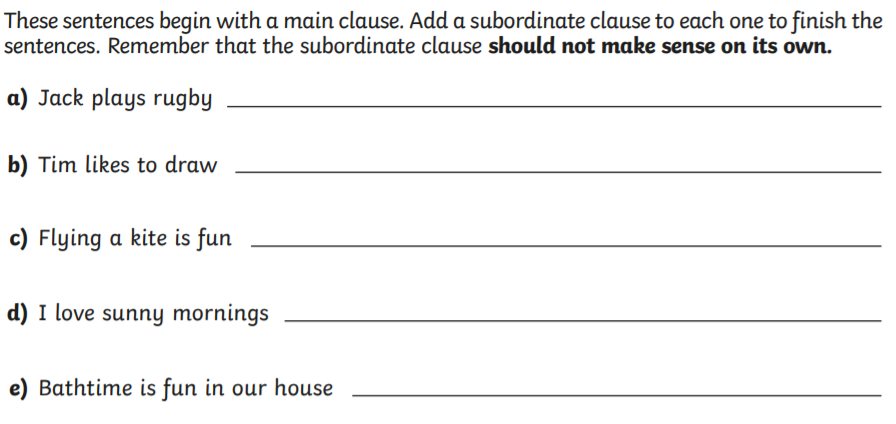 These sentences begin with a main clause. Add a subordinate clause to each one to finish the
sentences. Remember that the subordinate clause should not make sense on its own.
a) Jack plays rugby
b) Tim likes to draw
c) Flying a kite is fun
d) I love sunny mornings
e) Bathtime is fun in our house